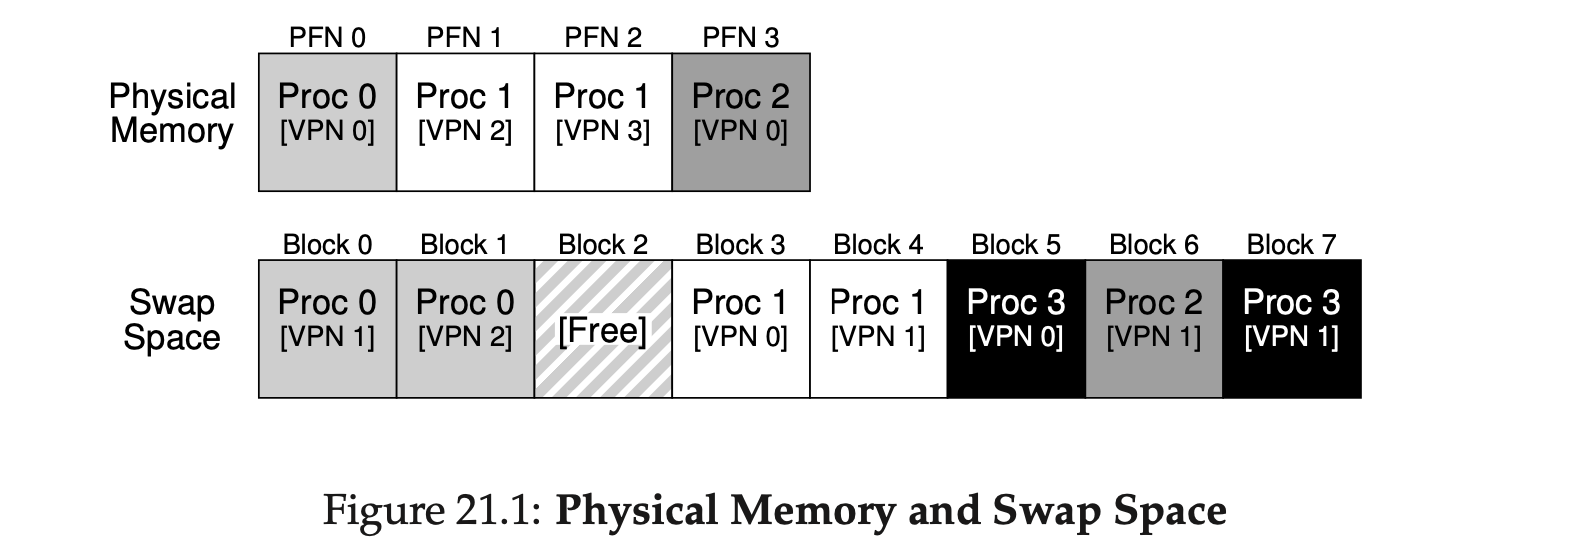 PFN 0 PFN 1 PFN 2 PFN 3
Physical Memory
Proc 0 Proc 1 Proc 1 Proc 2
[VPN 0] [VPN 2] [VPN 3] [VPN 0]
Block 0 Block 1 Block 2 Block 3 Block 4 Block 5 Block 6 Block 7
Swap Space
Proc 0 Proc 0 [Free] Proc 1 Proc 1 Proc 3 Proc 2 Proc 3
[VPN 1] [VPN 2] [VPN 0] [VPN 1] [VPN 0] [VPN 1] [VPN 1]
Figure 21.1: Physical Memory and Swap Space